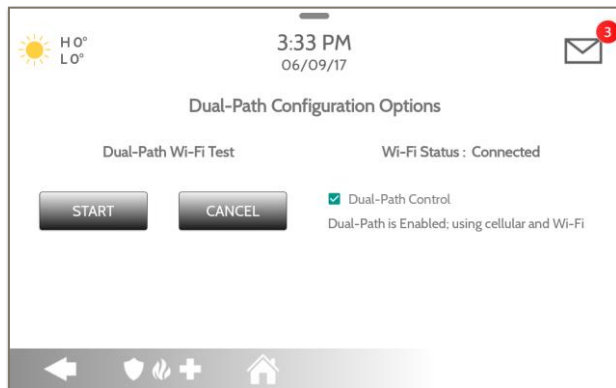 H 0°
L 0°
3:33 PM
06/09/17
3
Dual-Path Configuration Options
Dual-Path Wi-Fi Test
Wi-Fi Status : Connected
START
CANCEL
Dual-Path Control
Dual-Path is Enabled; using cellular and Wi-Fi